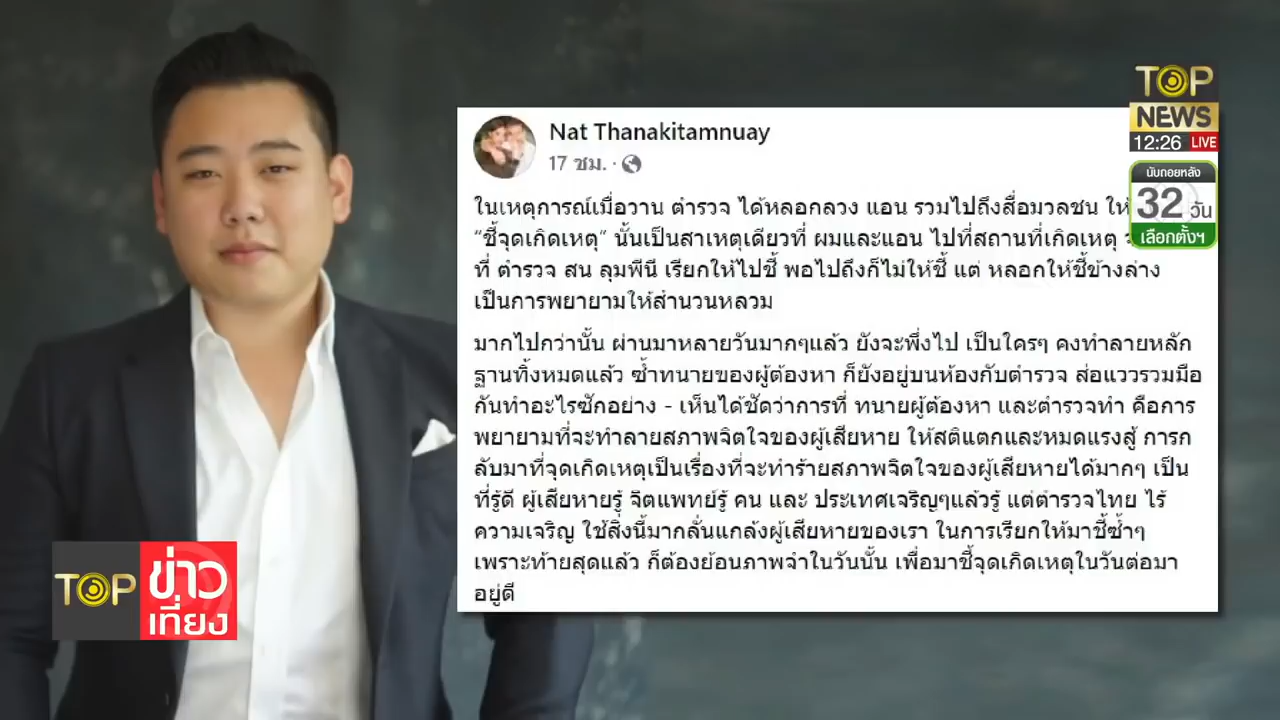 TOP
NEWS
12:26 LIVE
นับถอยหลัง
32 วัน
เลือกตั้งฯ
Nat Thanakitamnuay
17 ชม. ·
ในเหตุการณ์เมื่อวาน ตำรวจ ได้หลอกลวง แอน รวมไปถึงสื่อมวลชน ให้
“ชี้จุดเกิดเหตุ” นั้นเป็นสาเหตุเดียวที่ ผมและแอน ไปที่สถานที่เกิดเหตุ
ที่ ตำรวจ สน ลุมพีนี เรียกให้ไปชี้ พอไปถึงก็ไม่ให้ชี้ แต่ หลอกให้ชี้ข้างล่าง
เป็นการพยายามให้สำนวนหลวม
มากไปกว่านั้น ผ่านมาหลายวันมากๆแล้ว ยังจะพึ่งไป เป็นใครๆ คงทำลายหลัก
ฐานทิ้งหมดแล้ว ซ้ำทนายของผู้ต้องหา ก็ยังอยู่บนห้องกับตำรวจ ส่อแววรวมมือ
กันทำอะไรซักอย่าง - เห็นได้ชัดว่าการที่ ทนายผู้ต้องหา และตำรวจทำ คือการ
พยายามที่จะทำลายสภาพจิตใจของผู้เสียหาย ให้สติแตกและหมดแรงสู้ การก
ลับมาที่จุดเกิดเหตุเป็นเรื่องที่จะทำร้ายสภาพจิตใจของผู้เสียหายได้มากๆ เป็น
ที่รู้ดี ผู้เสียหายรู้ จิตแพทย์รู้ คน และ ประเทศเจริญๆแล้วรู้ แต่ตำรวจไทย ไร้
ความเจริญ ใช้สิ่งนี้มากลั่นแกล้งผู้เสียหายของเรา ในการเรียกให้มาชี้ซ้ำๆ
เพราะท้ายสุดแล้ว ก็ต้องย้อนภาพจำในวันนั้น เพื่อมาชี้จุดเกิดเหตุในวันต่อมา
อยู่ดี
TOP ข่าว
เที่ยง